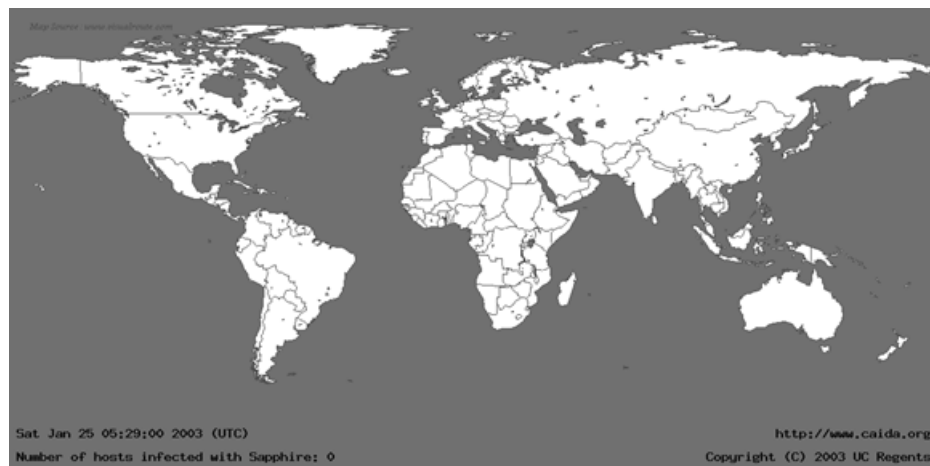 Map Source: www.visualroute.com
Sat Jan 25 05:29:00 2003 (UTC)
http://www.caida.org
Number of hosts infected with Sapphire: 0
Copyright (C) 2003 UC Regents